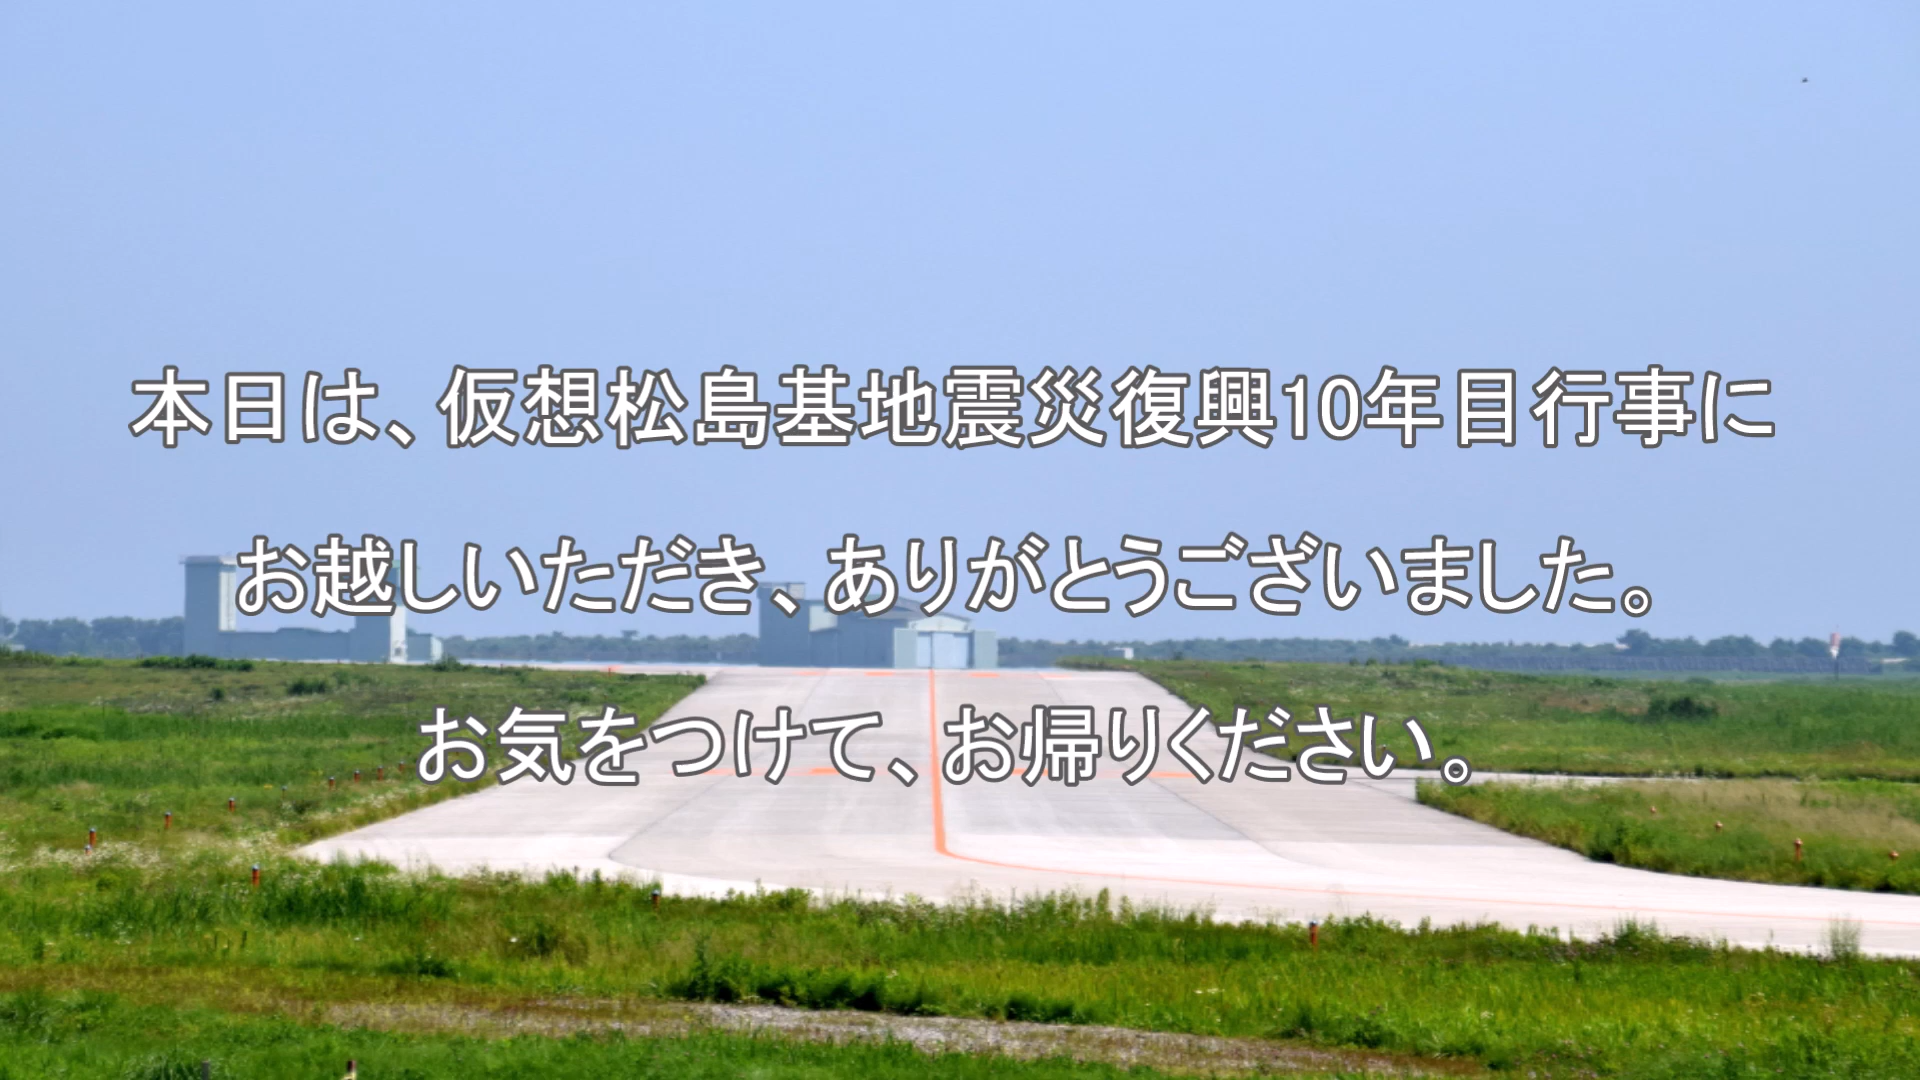 本日は、仮想松島基地震災復興10年目行事に
お越しいただき、ありがとうございました。
お気をつけて、お帰りください。